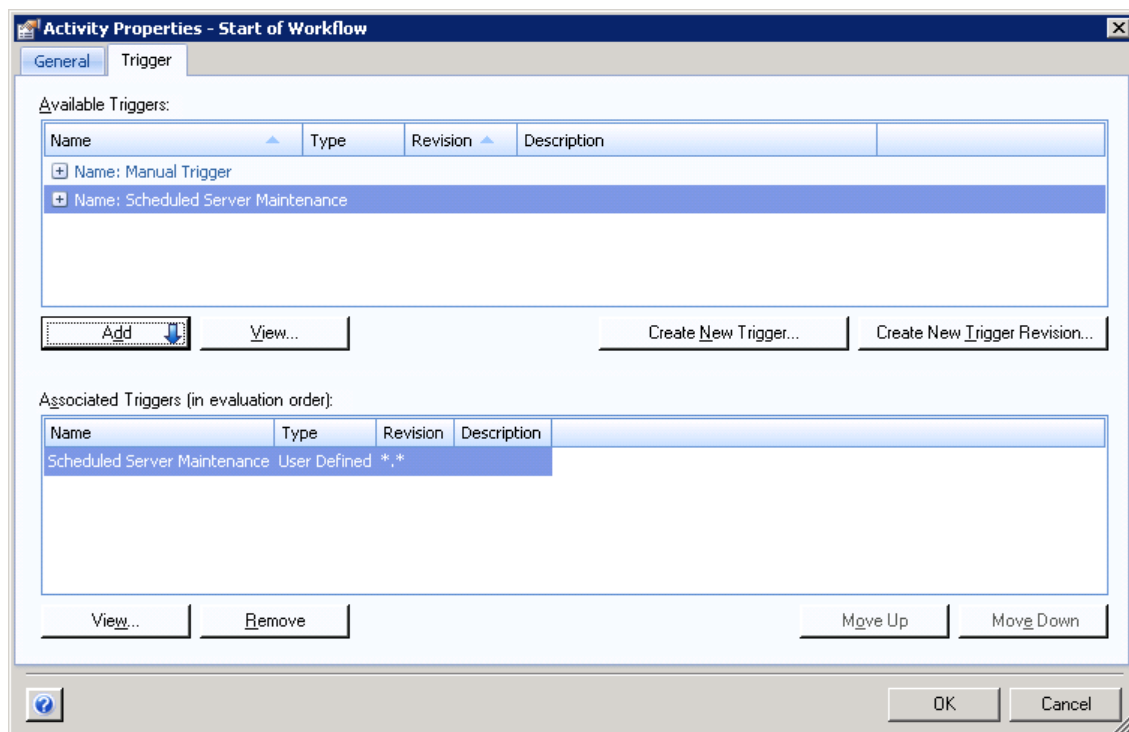 Activity Properties - Start of Workflow
General Trigger
Available Triggers:
Name Type Revision Description
Name: Manual Trigger
Name: Scheduled Server Maintenance
Add View... Create New Trigger... Create New Trigger Revision...
Associated Triggers (in evaluation order):
Name Type Revision Description
Scheduled Server Maintenance User Defined *.*
View... Remove Move Up Move Down
OK Cancel